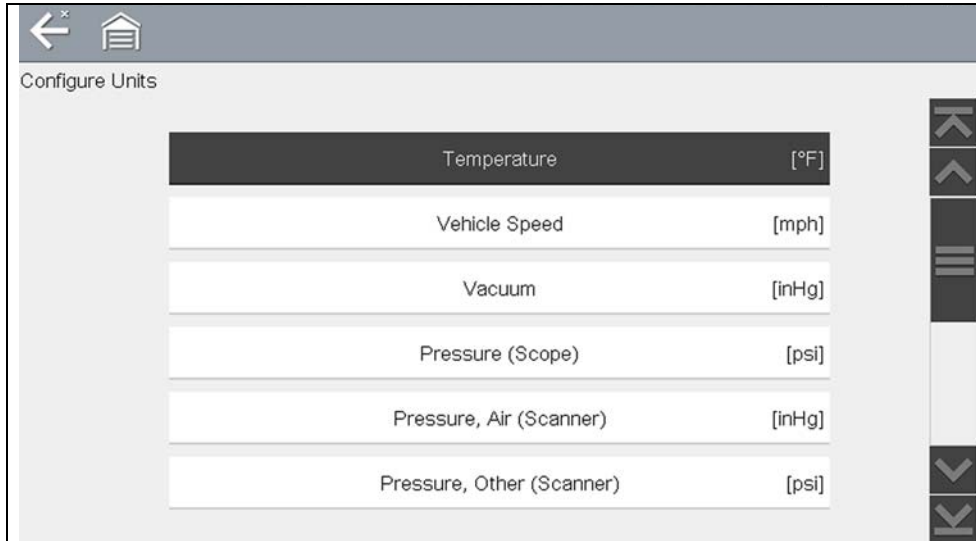 Configure Units
Temperature [°F]
Vehicle Speed [mph]
Vacuum [inHg]
Pressure (Scope) [psi]
Pressure, Air (Scanner) [inHg]
Pressure, Other (Scanner) [psi]